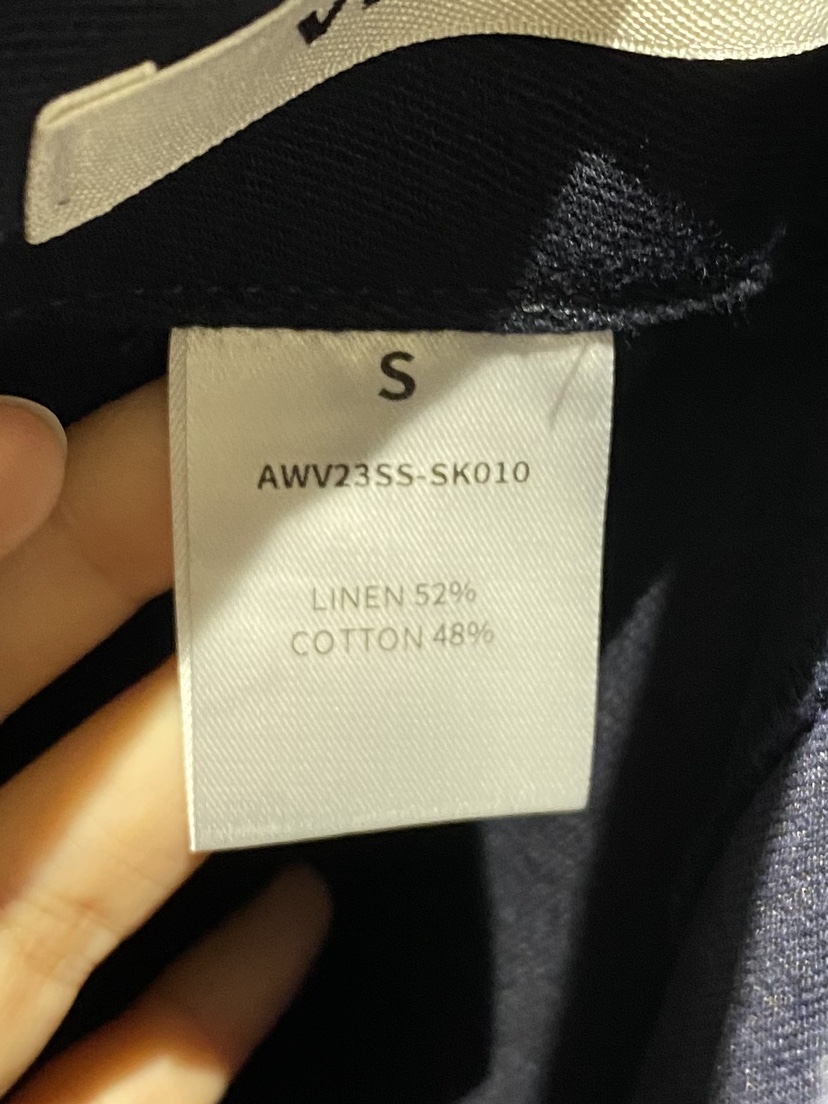 S
AWV23SS-SK010
LINEN 52%
COTTON 48%